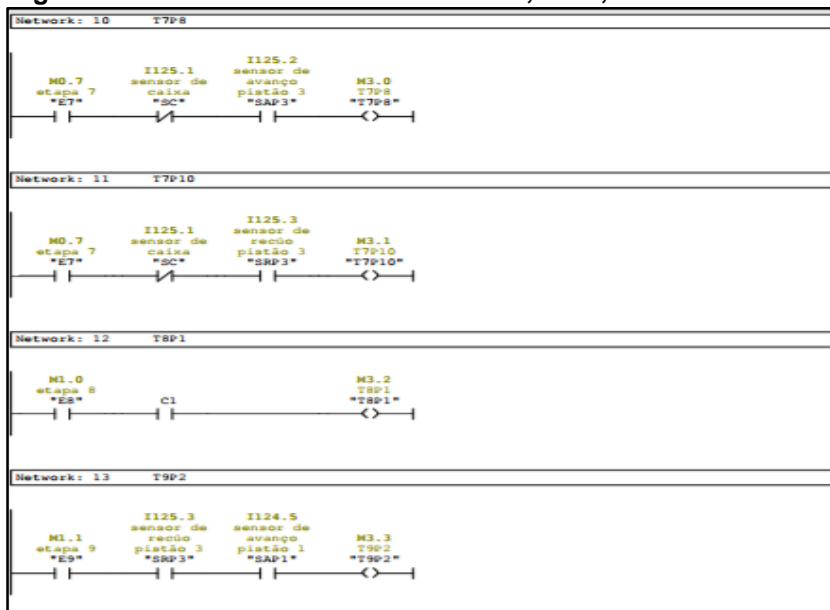 Network: 10 T7P8
I125.2
I125.1 sensor de
M0.7 sensor de avanço M3.0
etapa 7 caixa pistão 3 T7P8
"E7" "SC" "SAP3" "T7P8"
Network: 11 T7P10
I125.3
I125.1 sensor de
M0.7 sensor de recúo M3.1
etapa 7 caixa pistão 3 T7P10
"E7" "SC" "SRP3" "T7P10"
Network: 12 T8P1
M1.0 M3.2
etapa 8 T8P1
"E8" C1 "T8P1"
Network: 13 T9P2
I125.3 I124.5
sensor de sensor de
M1.1 recúo avanço M3.3
etapa 9 pistão 3 pistão 1 T9P2
"E9" "SRP3" "SAP1" "T9P2"